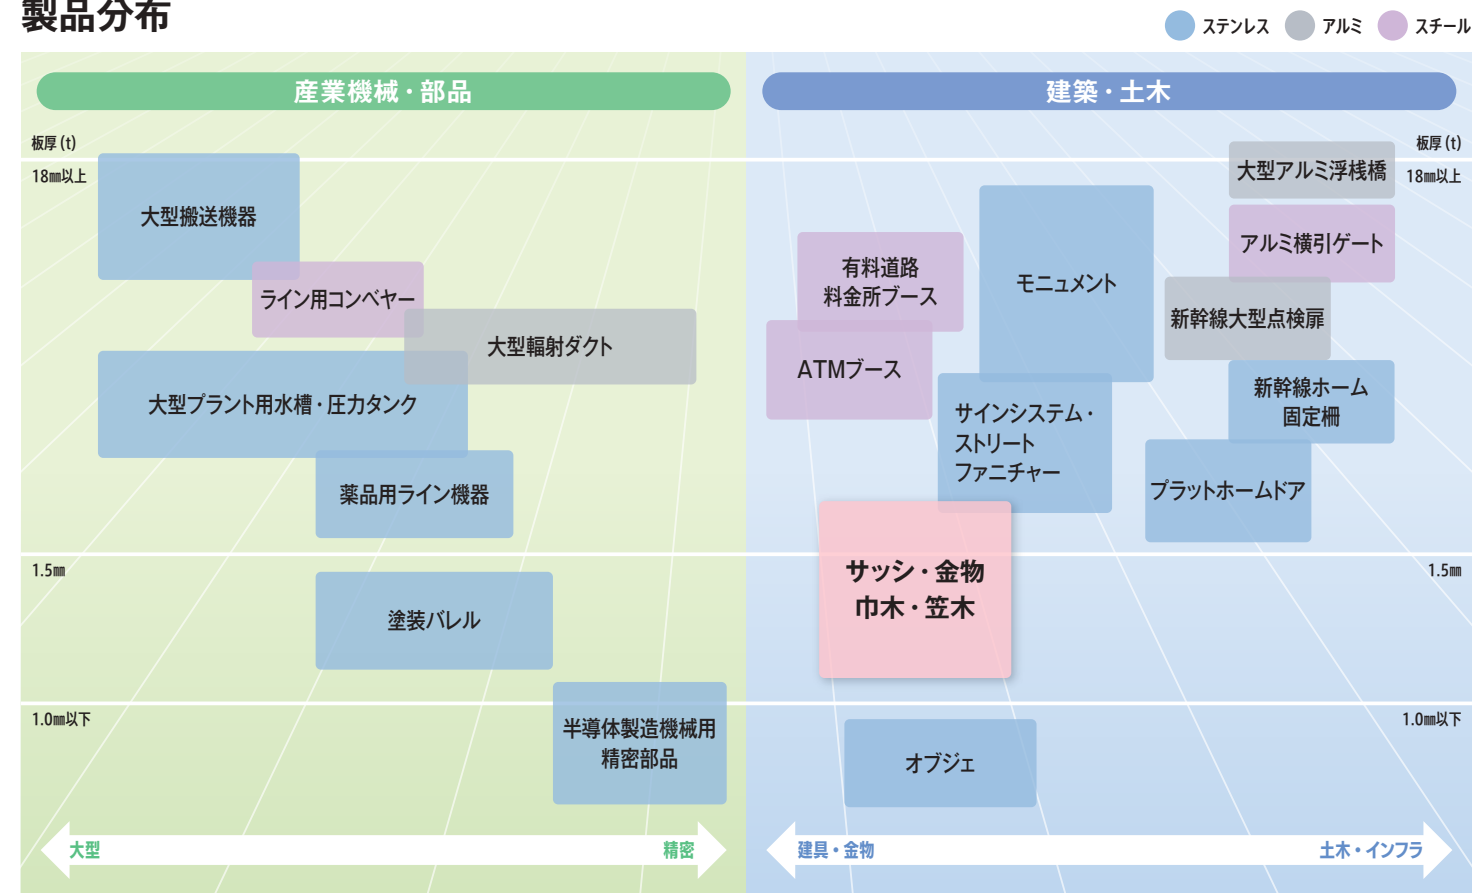 製品分布
ステンレス
アルミ
スチール
産業機械・部品
建築・土木
板厚(t)
18㎜以上
大型搬送機器
ライン用コンベヤー
大型輻射ダクト
大型プラント用水槽・圧力タンク
薬品用ライン機器
1.5㎜
塗装バレル
1.0㎜以下
半導体製造機械用
精密部品
大型
精密
板厚(t)
18㎜以上
大型アルミ浮桟橋
アルミ横引ゲート
有料道路
料金所ブース
モニュメント
新幹線大型点検扉
ATMブース
新幹線ホーム
固定柵
サインシステム・
ストリート
ファニチャー
プラットホームドア
1.5㎜
サッシ・金物
巾木・笠木
1.0㎜以下
オブジェ
建具・金物
土木・インフラ